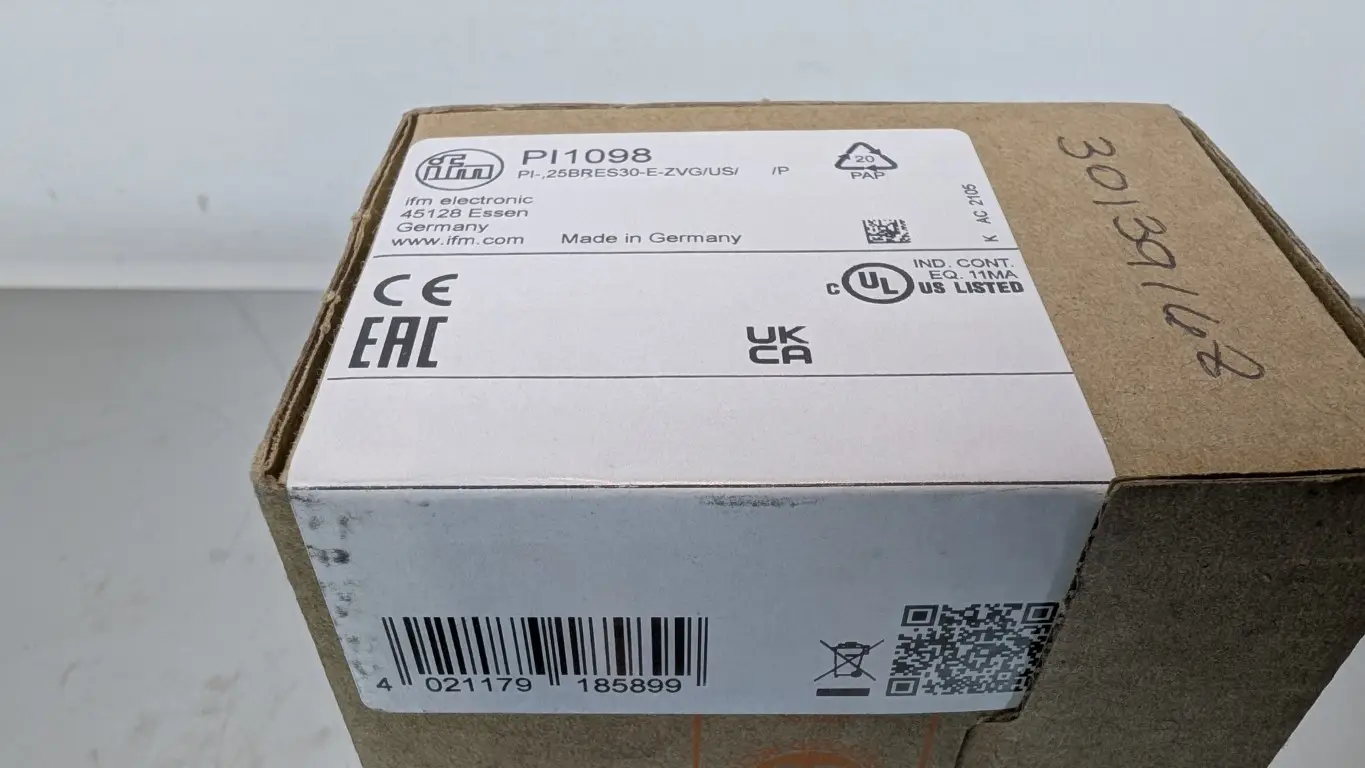 ifm
PI1098
PI-,25BRES30-E-ZVG/US/ /P
ifm electronic
45128 Essen
Germany
www.ifm.com Made in Germany
20
PAP
K AC 2105
CE
EAC
c UL US LISTED
IND. CONT.
EQ. 11MA
UK
CA
4 021179 185899
30139162